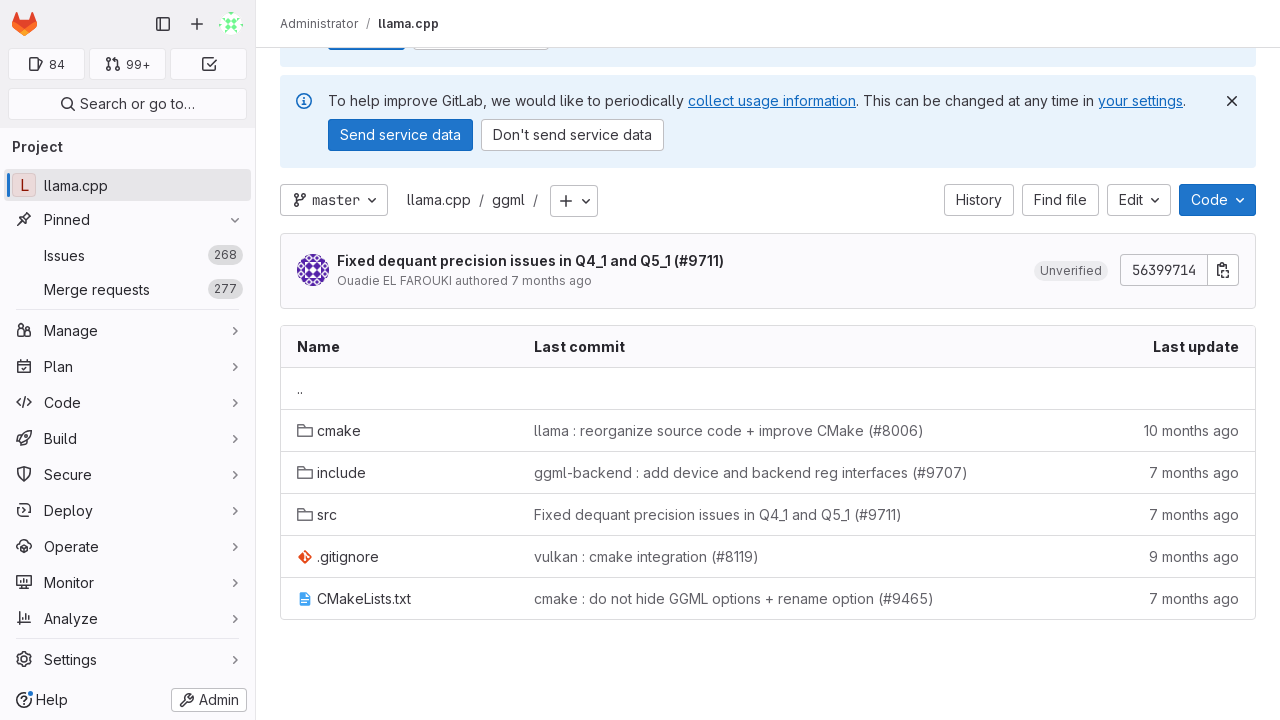 Administrator / llama.cpp
84
99+
Search or go to…
Project
L llama.cpp
Pinned
Issues 268
Merge requests 277
Manage
Plan
Code
Build
Secure
Deploy
Operate
Monitor
Analyze
Settings
Help
Admin
To help improve GitLab, we would like to periodically collect usage information. This can be changed at any time in your settings.
Send service data
Don't send service data
master
llama.cpp / ggml /
History
Find file
Edit
Code
Fixed dequant precision issues in Q4_1 and Q5_1 (#9711)
Ouadie EL FAROUKI authored 7 months ago
Unverified
56399714
Name Last commit Last update
..
cmake llama : reorganize source code + improve CMake (#8006) 10 months ago
include ggml-backend : add device and backend reg interfaces (#9707) 7 months ago
src Fixed dequant precision issues in Q4_1 and Q5_1 (#9711) 7 months ago
.gitignore vulkan : cmake integration (#8119) 9 months ago
CMakeLists.txt cmake : do not hide GGML options + rename option (#9465) 7 months ago